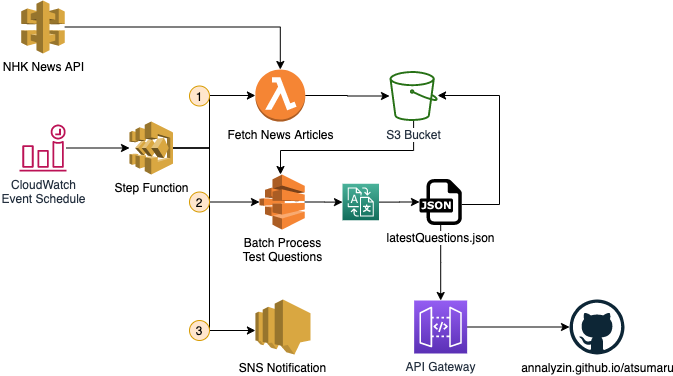 NHK News API
1
Fetch News Articles
S3 Bucket
CloudWatch
Event Schedule
Step Function
2
Batch Process
Test Questions
A
文
JSON
latestQuestions.json
3
SNS Notification
API Gateway
annalyzin.github.io/atsumaru